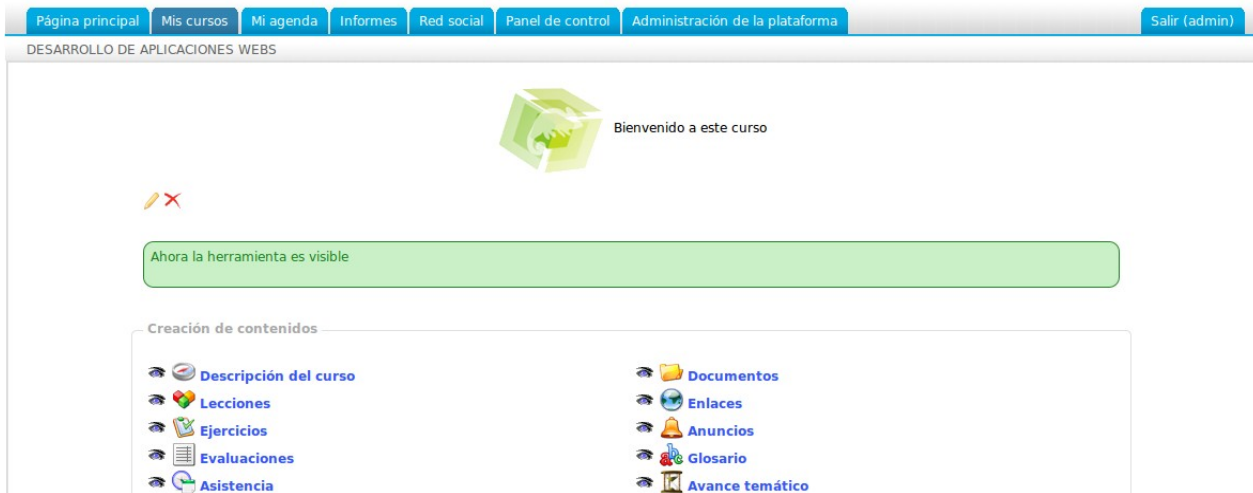 Página principal Mis cursos Mi agenda Informes Red social Panel de control Administración de la plataforma Salir (admin)
DESARROLLO DE APLICACIONES WEBS
Bienvenido a este curso
Ahora la herramienta es visible
Creación de contenidos
Descripción del curso Documentos
Lecciones Enlaces
Ejercicios Anuncios
Evaluaciones Glosario
Asistencia Avance temático